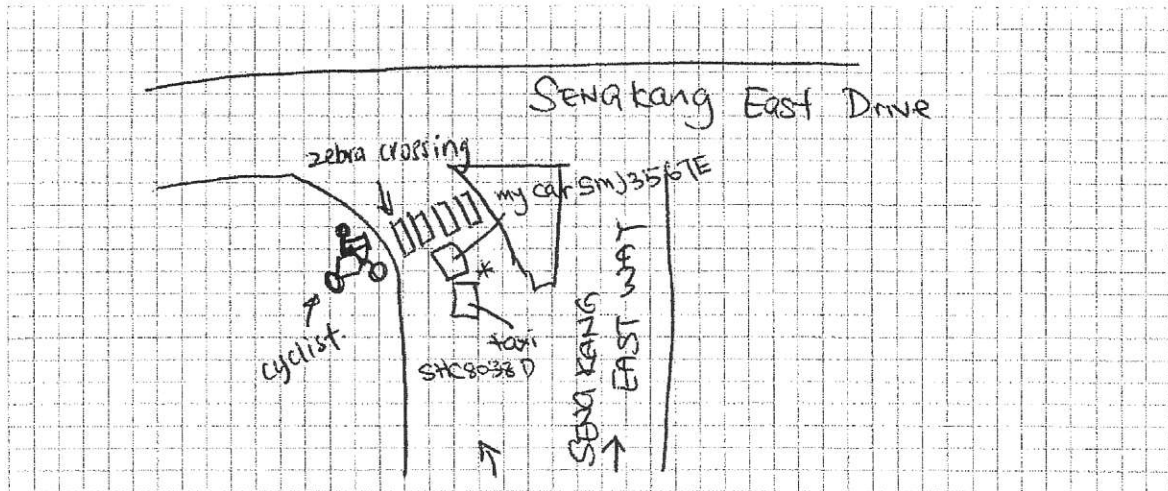 SENGKang East Drive
zebra crossing
my car SMJ3567E
*
cyclist
taxi
SHC8038D
SENGKANG
EAST WAY